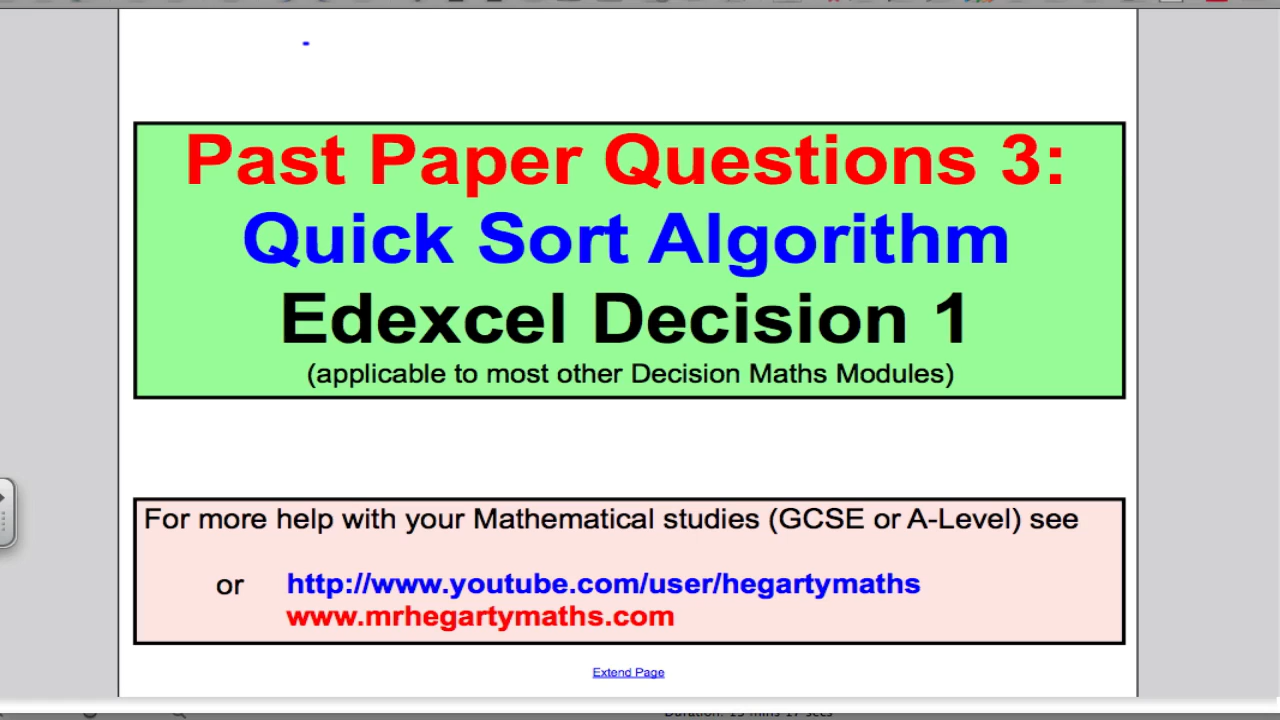 Past Paper Questions 3:
Quick Sort Algorithm
Edexcel Decision 1
(applicable to most other Decision Maths Modules)
For more help with your Mathematical studies (GCSE or A-Level) see
or http://www.youtube.com/user/hegartymaths
www.mrhegartymaths.com
Extend Page